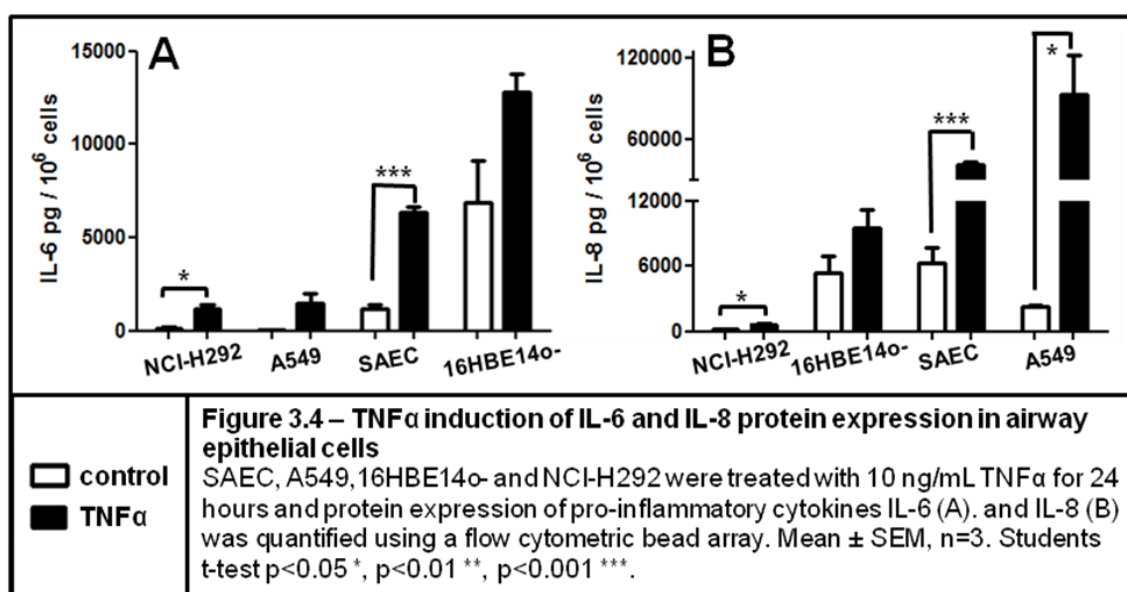 A
IL-6 pg / 10⁶ cells
15000
10000
5000
0
*
***
NCI-H292 A549 SAEC 16HBE14o-
B
IL-8 pg / 10⁶ cells
120000
60000
12000
6000
0
*
***
*
NCI-H292 16HBE14o- SAEC A549
control
TNFα
Figure 3.4 – TNFα induction of IL-6 and IL-8 protein expression in airway
epithelial cells
SAEC, A549,16HBE14o- and NCI-H292 were treated with 10 ng/mL TNFα for 24
hours and protein expression of pro-inflammatory cytokines IL-6 (A). and IL-8 (B)
was quantified using a flow cytometric bead array. Mean ± SEM, n=3. Students
t-test p<0.05 *, p<0.01 **, p<0.001 ***.